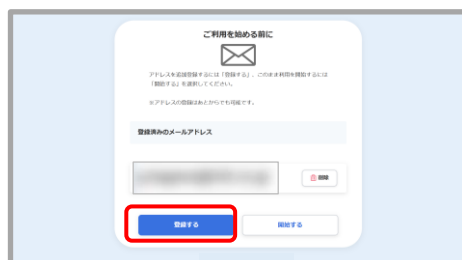 ご利用を始める前に
アドレスを追加登録するには「登録する」、このまま利用を開始するには
「開始する」を選択してください。
※アドレスの登録はあとからでも可能です。
登録済みのメールアドレス
削除
登録する
開始する